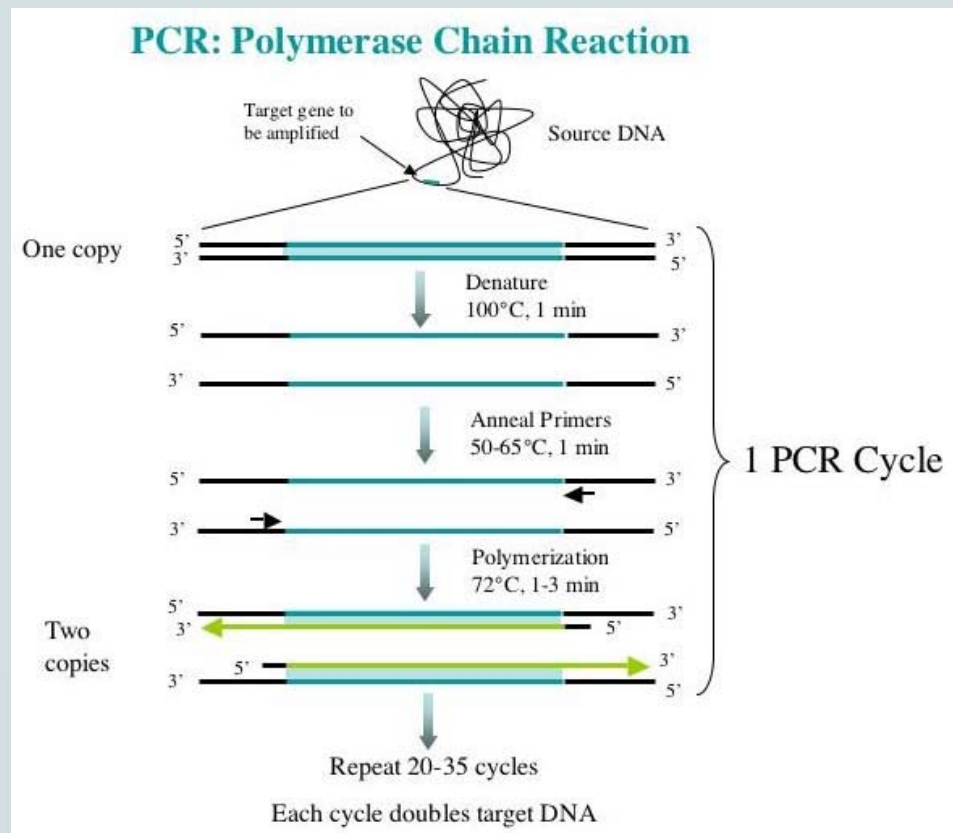 PCR: Polymerase Chain Reaction
Target gene to
be amplified
Source DNA
One copy
5'
3'
3'
5'
Denature
100°C, 1 min
5'
3'
3'
5'
Anneal Primers
50-65°C, 1 min
5'
3'
3'
5'
1 PCR Cycle
Polymerization
72°C, 1-3 min
Two
copies
5'
3'
3'
5'
5'
3'
3'
5'
Repeat 20-35 cycles
Each cycle doubles target DNA